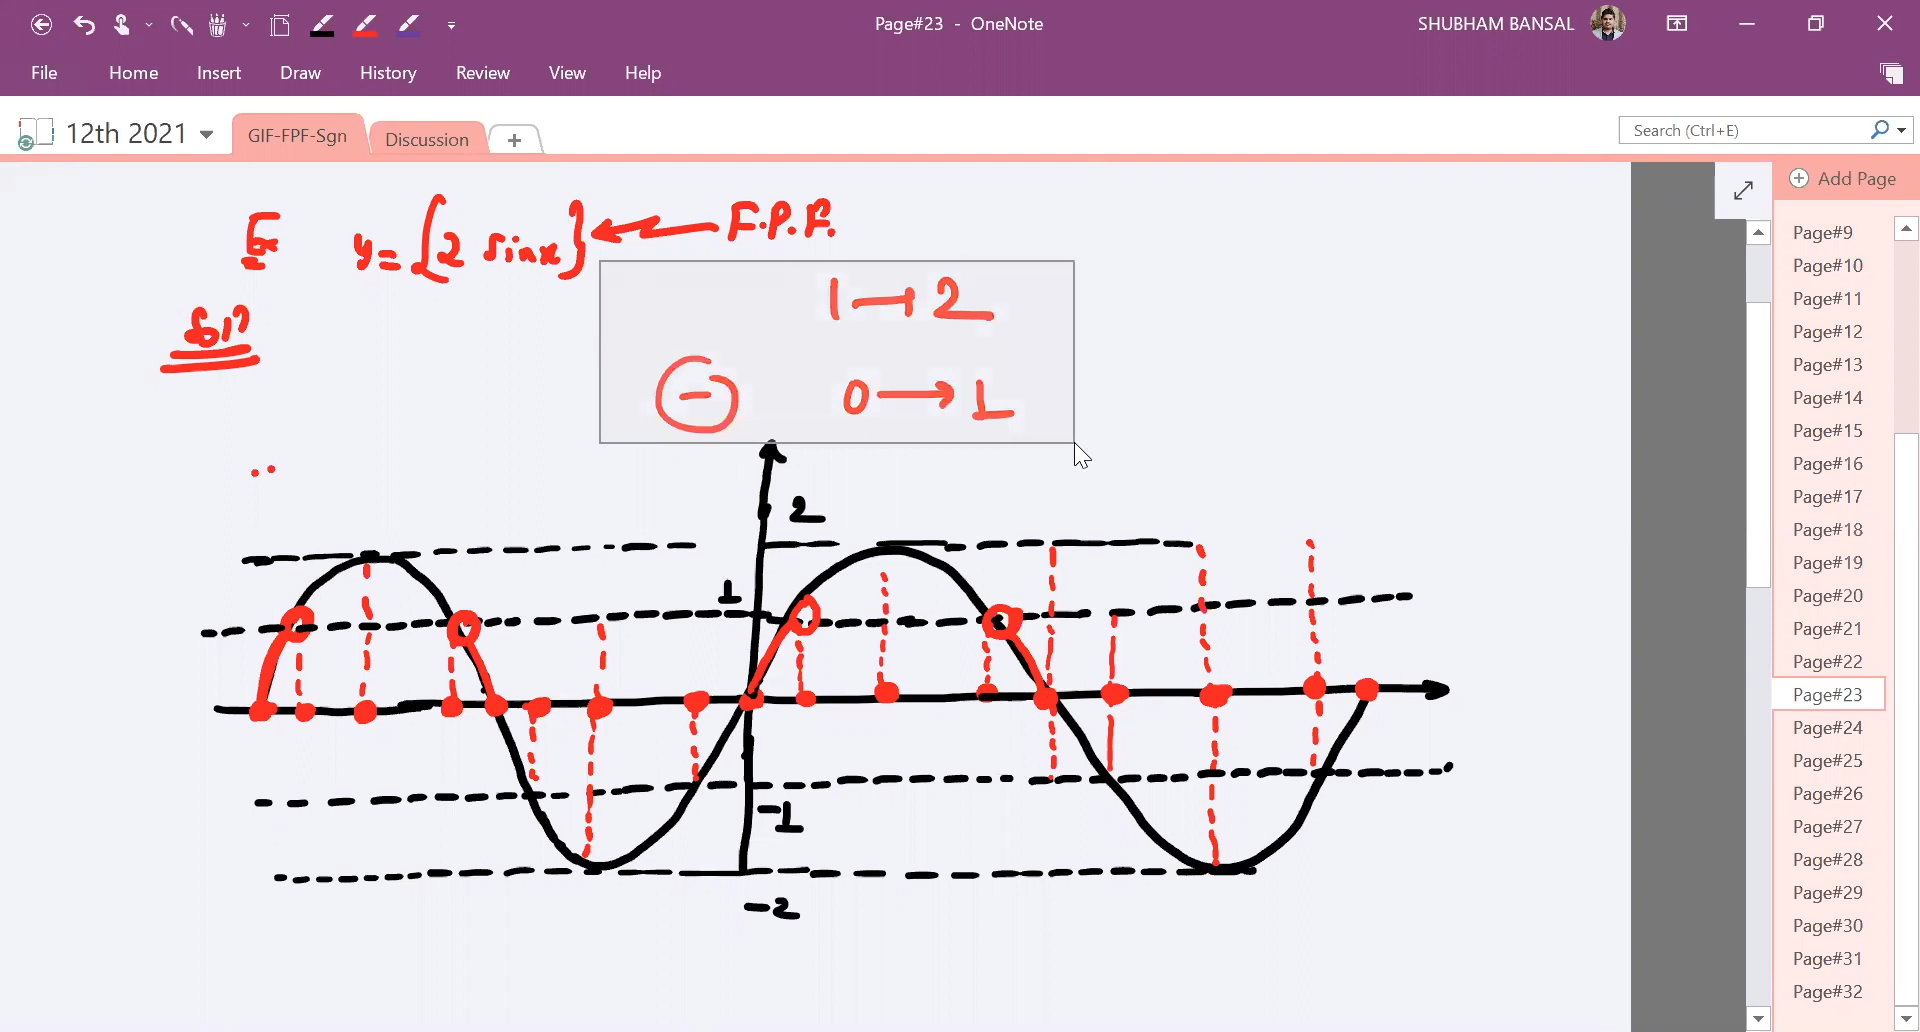 Page#23 - OneNote
SHUBHAM BANSAL
File Home Insert Draw History Review View Help
12th 2021
GIF-FPF-Sgn
Discussion
Search (Ctrl+E)
Add Page
Page#9
Page#10
Page#11
Page#12
Page#13
Page#14
Page#15
Page#16
Page#17
Page#18
Page#19
Page#20
Page#21
Page#22
Page#23
Page#24
Page#25
Page#26
Page#27
Page#28
Page#29
Page#30
Page#31
Page#32
Ex y = {2 sinx} ← F.P.F.
Solⁿ
1 → 2
- 0 → 1
2
1
-1
-2